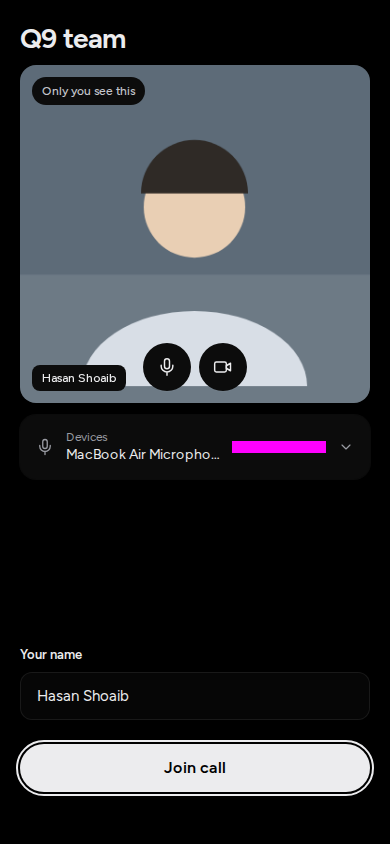 Q9 team
Only you see this
Hasan Shoaib
Devices
MacBook Air Micropho...
Your name
Hasan Shoaib
Join call